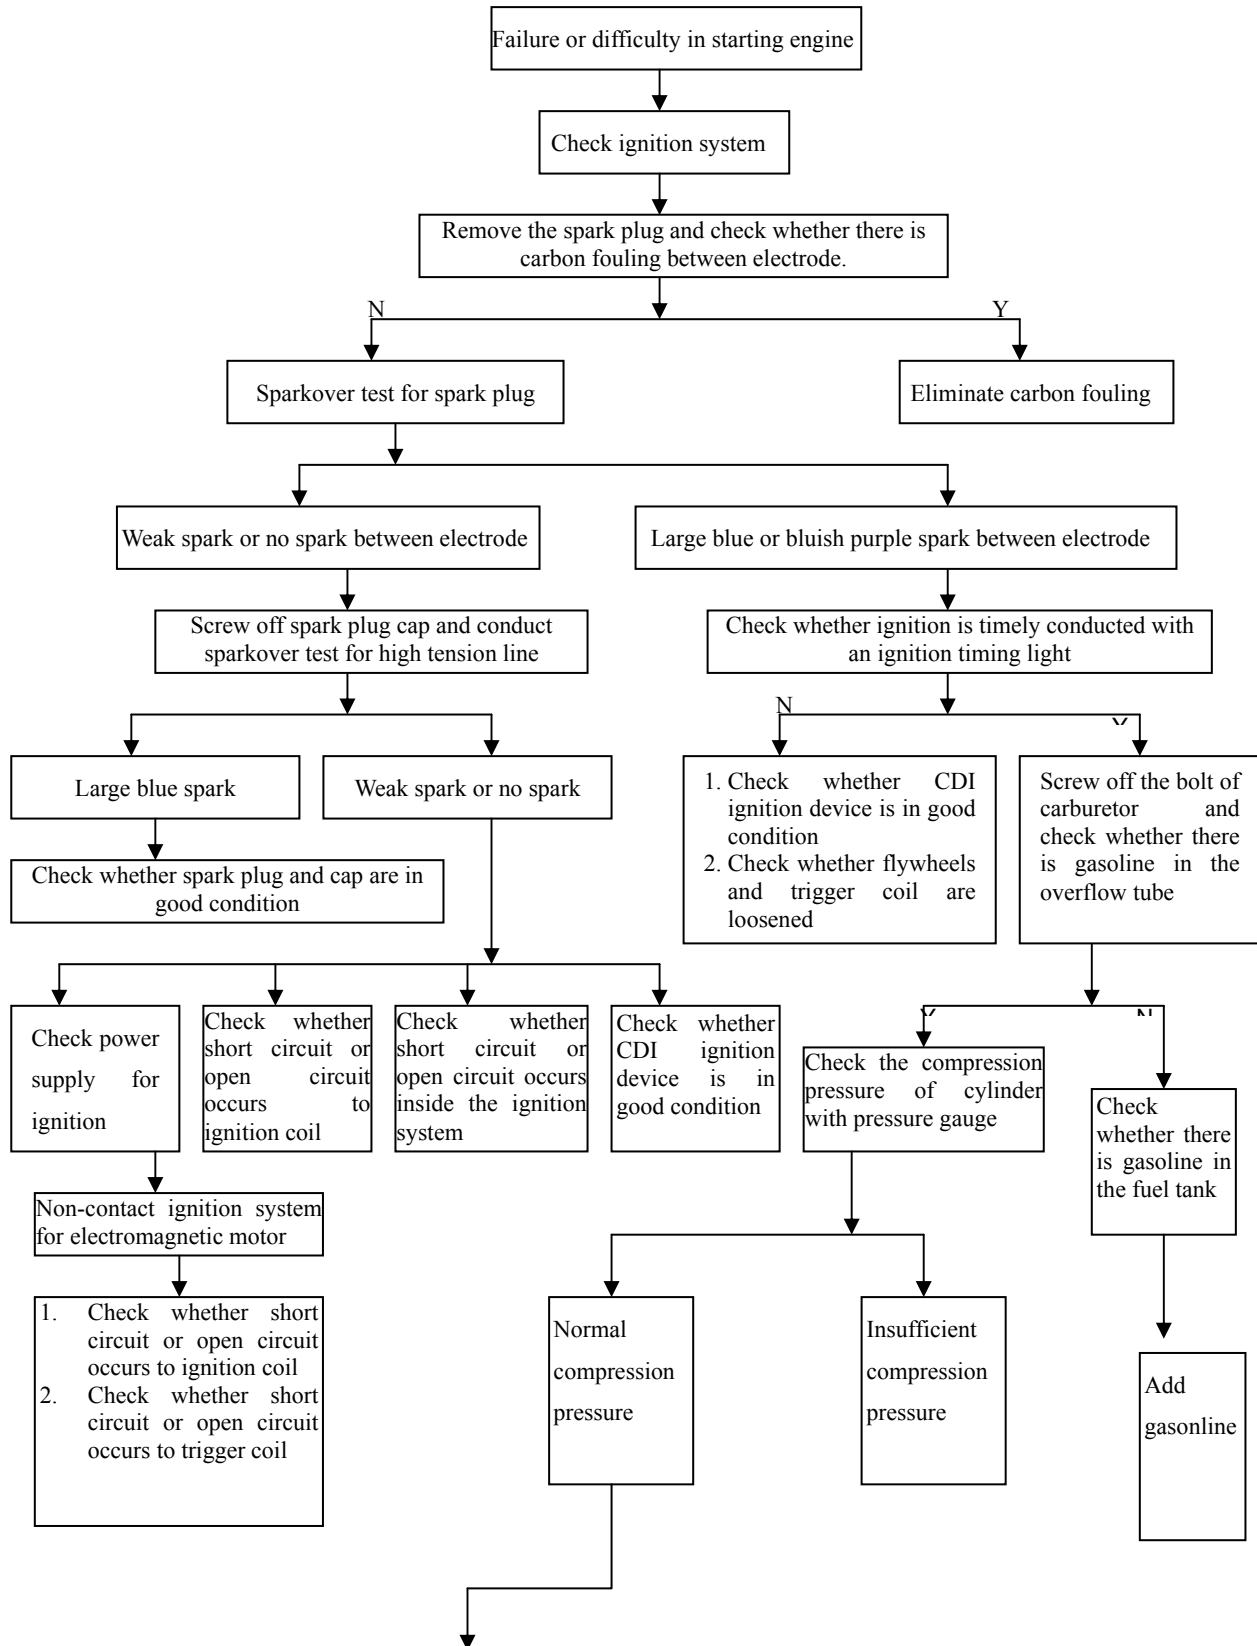 Failure or difficulty in starting engine
Check ignition system
Remove the spark plug and check whether there is
carbon fouling between electrode.
N
Y
Sparkover test for spark plug
Eliminate carbon fouling
Weak spark or no spark between electrode
Large blue or bluish purple spark between electrode
Screw off spark plug cap and conduct
sparkover test for high tension line
Check whether ignition is timely conducted with
an ignition timing light
N
Y
Large blue spark
Weak spark or no spark
1. Check whether CDI
ignition device is in good
condition
2. Check whether flywheels
and trigger coil are
loosened
Screw off the bolt of
carburetor and
check whether there
is gasoline in the
overflow tube
Check whether spark plug and cap are in
good condition
Y
N
Check power
supply for
ignition
Check whether
short circuit or
open circuit
occurs to
ignition coil
Check whether
short circuit or
open circuit occurs
inside the ignition
system
Check whether
CDI ignition
device is in
good condition
Check the compression
pressure of cylinder
with pressure gauge
Check
whether there
is gasoline in
the fuel tank
Non-contact ignition system
for electromagnetic motor
1. Check whether short
circuit or open circuit
occurs to ignition coil
2. Check whether short
circuit or open circuit
occurs to trigger coil
Normal
compression
pressure
Insufficient
compression
pressure
Add
gasonline